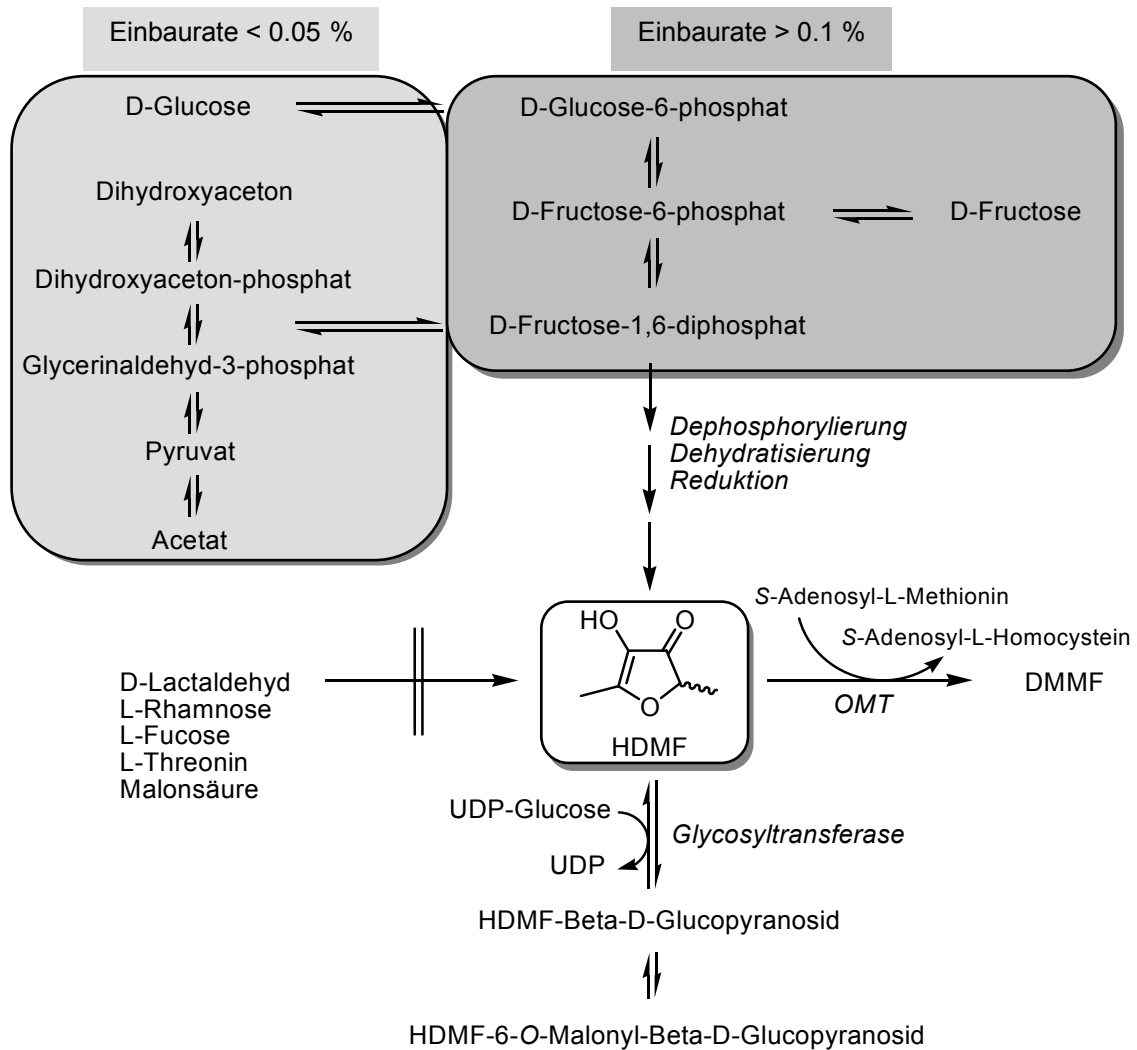 Einbaurate < 0.05 %
Einbaurate > 0.1 %
D-Glucose
D-Glucose-6-phosphat
Dihydroxyaceton
D-Fructose-6-phosphat
D-Fructose
Dihydroxyaceton-phosphat
D-Fructose-1,6-diphosphat
Glycerinaldehyd-3-phosphat
Pyruvat
Acetat
Dephosphorylierung
Dehydratisierung
Reduktion
S-Adenosyl-L-Methionin
S-Adenosyl-L-Homocystein
HO
O
O
HDMF
OMT
DMMF
D-Lactaldehyd
L-Rhamnose
L-Fucose
L-Threonin
Malonsäure
UDP-Glucose
UDP
Glycosyltransferase
HDMF-Beta-D-Glucopyranosid
HDMF-6-O-Malonyl-Beta-D-Glucopyranosid